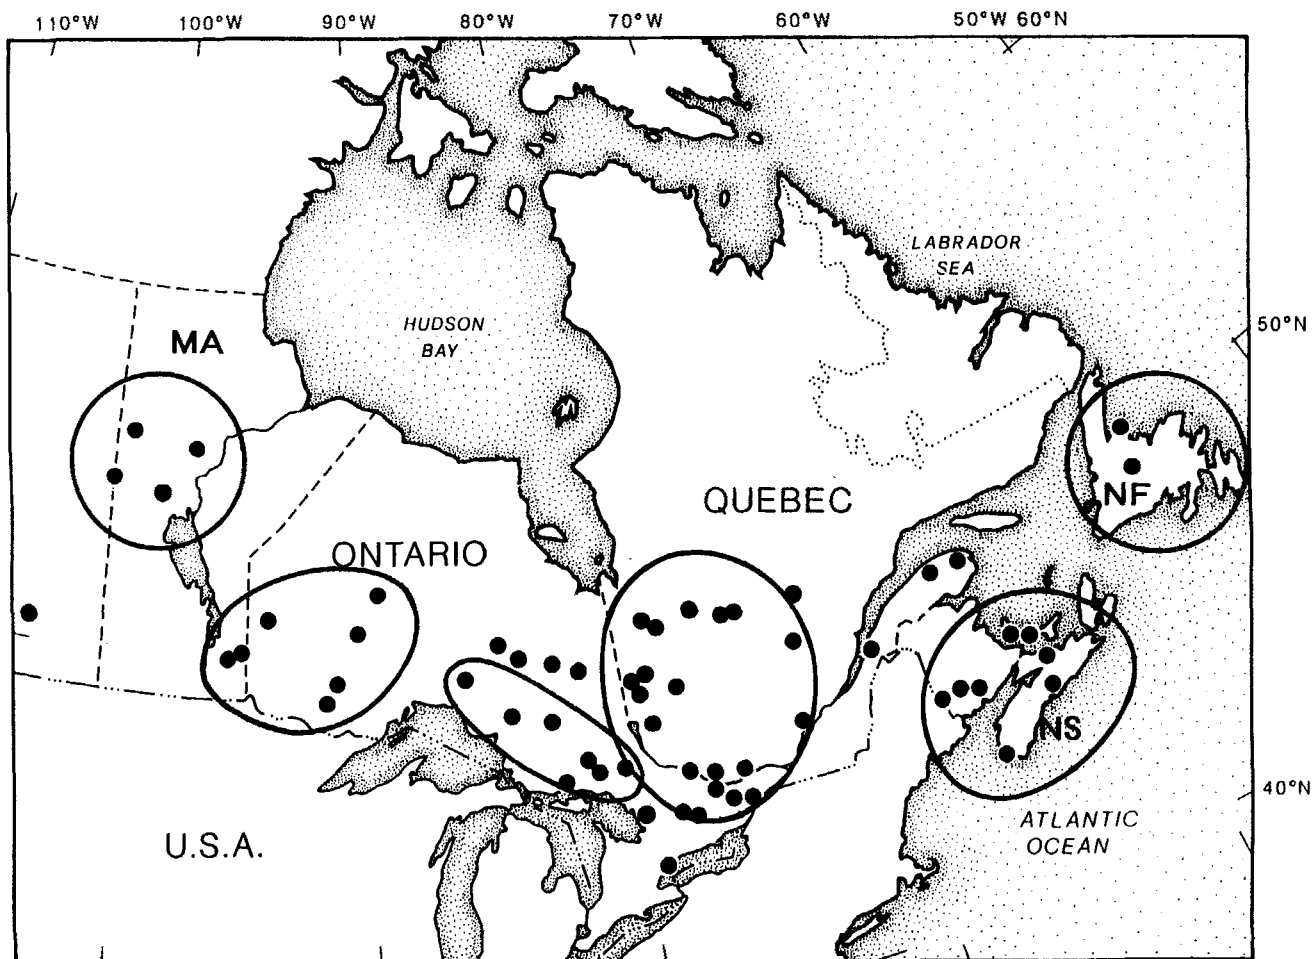 110°W 100°W 90°W 80°W 70°W 60°W 50°W 60°N
LABRADOR
SEA
50°N
HUDSON
BAY
MA
QUEBEC
NF
ONTARIO
NS
40°N
ATLANTIC
OCEAN
U.S.A.